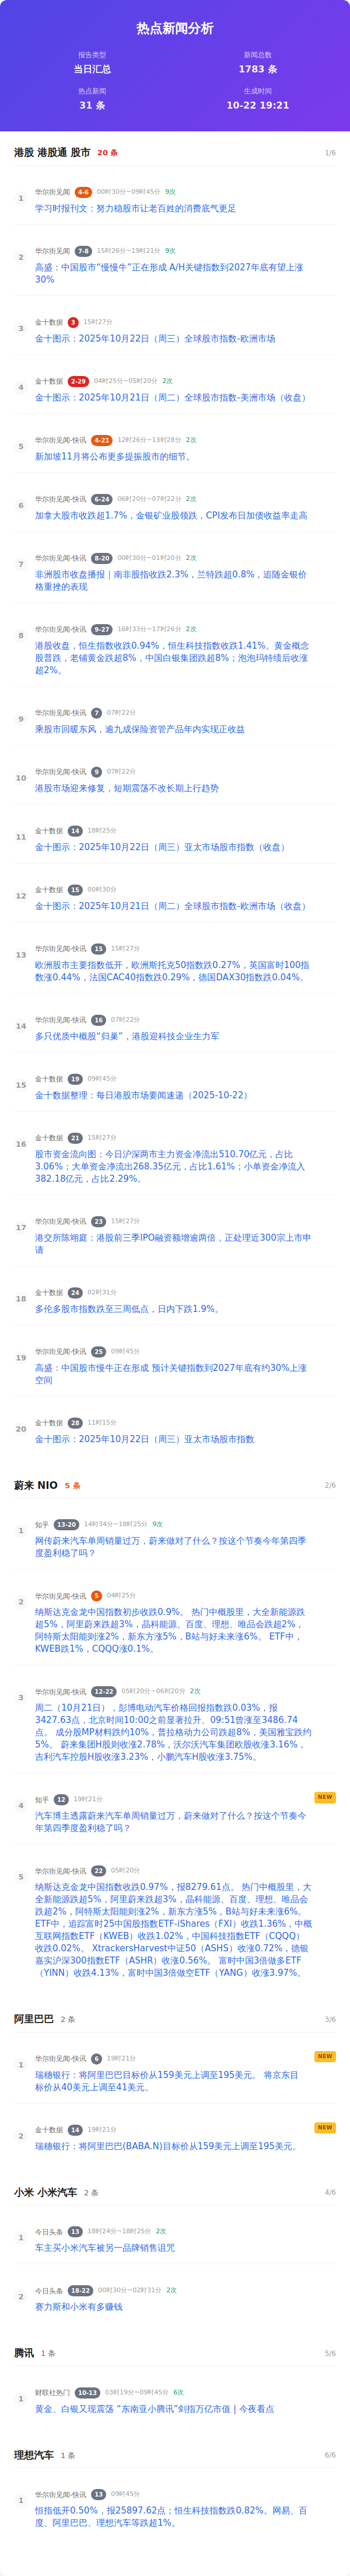 热点新闻分析
报告类型
新闻总数
当日汇总
1783 条
热点新闻
生成时间
31 条
10-22 19:21
港股 港股通 股市 20 条 1/6
1
华尔街见闻 4-6 00时30分~09时45分 9次
学习时报刊文：努力稳股市让老百姓的消费底气更足
2
华尔街见闻 7-8 15时26分~19时21分 9次
高盛：中国股市“慢慢牛”正在形成 A/H关键指数到2027年底有望上涨
30%
3
金十数据 3 15时27分
金十图示：2025年10月22日（周三）全球股市指数-欧洲市场
4
金十数据 2-29 04时25分~05时20分 2次
金十图示：2025年10月21日（周二）全球股市指数-美洲市场（收盘）
5
华尔街见闻-快讯 4-21 12时26分~13时28分 2次
新加坡11月将公布更多提振股市的细节。
6
华尔街见闻-快讯 6-24 06时20分~07时22分 2次
加拿大股市收跌超1.7%，金银矿业股领跌，CPI发布日加债收益率走高
7
华尔街见闻-快讯 8-20 00时30分~01时20分 2次
非洲股市收盘播报｜南非股指收跌2.3%，兰特跌超0.8%，追随金银价
格重挫的表现
8
华尔街见闻-快讯 9-27 16时33分~17时26分 2次
港股收盘，恒生指数收跌0.94%，恒生科技指数收跌1.41%。黄金概念
股普跌，老铺黄金跌超8%，中国白银集团跌超8%；泡泡玛特绩后收涨
超2%。
9
华尔街见闻-快讯 7 07时22分
乘股市回暖东风，逾九成保险资管产品年内实现正收益
10
华尔街见闻-快讯 9 07时22分
港股市场迎来修复，短期震荡不改长期上行趋势
11
金十数据 14 18时25分
金十图示：2025年10月22日（周三）亚太市场股市指数（收盘）
12
金十数据 15 00时30分
金十图示：2025年10月21日（周二）全球股市指数-欧洲市场（收盘）
13
华尔街见闻-快讯 15 15时27分
欧洲股市主要指数低开，欧洲斯托克50指数跌0.27%，英国富时100指
数涨0.44%，法国CAC40指数跌0.29%，德国DAX30指数跌0.04%。
14
华尔街见闻-快讯 16 07时22分
多只优质中概股“归巢”，港股迎科技企业生力军
15
金十数据 19 09时45分
金十数据整理：每日港股市场要闻速递（2025-10-22）
16
金十数据 21 15时27分
股市资金流向图：今日沪深两市主力资金净流出510.70亿元，占比
3.06%；大单资金净流出268.35亿元，占比1.61%；小单资金净流入
382.18亿元，占比2.29%。
17
华尔街见闻-快讯 23 15时27分
港交所陈翊庭：港股前三季IPO融资额增逾两倍，正处理近300宗上市申
请
18
金十数据 24 02时31分
多伦多股市指数跌至三周低点，日内下跌1.9%。
19
华尔街见闻-快讯 25 09时45分
高盛：中国股市慢牛正在形成 预计关键指数到2027年底有约30%上涨
空间
20
金十数据 28 11时15分
金十图示：2025年10月22日（周三）亚太市场股市指数
蔚来 NIO 5 条 2/6
1
知乎 13-20 14时34分~18时25分 9次
网传蔚来汽车单周销量过万，蔚来做对了什么？按这个节奏今年第四季
度盈利稳了吗？
2
华尔街见闻-快讯 5 04时25分
纳斯达克金龙中国指数初步收跌0.9%。 热门中概股里，大全新能源跌
超5%，阿里蔚来跌超3%，晶科能源、百度、理想、唯品会跌超2%，
阿特斯太阳能则涨2%，新东方涨5%，B站与好未来涨6%。 ETF中，
KWEB跌1%，CQQQ涨0.1%。
3
华尔街见闻-快讯 12-22 05时20分~06时20分 2次
周二（10月21日），彭博电动汽车价格回报指数跌0.03%，报
3427.63点，北京时间10:00之前显著拉升、09:51曾涨至3486.74
点。 成分股MP材料跌约10%，普拉格动力公司跌超8%，美国雅宝跌约
5%。 蔚来集团H股则收涨2.78%，沃尔沃汽车集团欧股收涨3.16%，
吉利汽车控股H股收涨3.23%，小鹏汽车H股收涨3.75%。
4
知乎 12 19时21分 NEW
汽车博主透露蔚来汽车单周销量过万，蔚来做对了什么？按这个节奏今
年第四季度盈利稳了吗？
5
华尔街见闻-快讯 22 05时20分
纳斯达克金龙中国指数收跌0.97%，报8279.61点。 热门中概股里，大
全新能源跌超5%，阿里蔚来跌超3%，晶科能源、百度、理想、唯品会
跌超2%，阿特斯太阳能则涨2%，新东方涨5%，B站与好未来涨6%。
ETF中，追踪富时25中国股指数ETF-iShares（FXI）收跌1.36%，中概
互联网指数ETF（KWEB）收跌1.02%，中国科技指数ETF（CQQQ）
收跌0.02%。 XtrackersHarvest中证50（ASHS）收涨0.72%，德银
嘉实沪深300指数ETF（ASHR）收涨0.56%。 富时中国3倍做多ETF
（YINN）收跌4.13%，富时中国3倍做空ETF（YANG）收涨3.97%。
阿里巴巴 2 条 3/6
1
华尔街见闻-快讯 6 19时21分 NEW
瑞穗银行：将阿里巴巴目标价从159美元上调至195美元。 将京东目
标价从40美元上调至41美元。
2
金十数据 14 19时21分 NEW
瑞穗银行：将阿里巴巴(BABA.N)目标价从159美元上调至195美元。
小米 小米汽车 2 条 4/6
1
今日头条 13 18时24分~18时25分 2次
车主买小米汽车被另一品牌销售诅咒
2
今日头条 18-22 00时30分~02时31分 2次
赛力斯和小米有多赚钱
腾讯 1 条 5/6
1
财联社热门 10-13 03时19分~09时45分 6次
黄金、白银又现震荡 “东南亚小腾讯”剑指万亿市值 | 今夜看点
理想汽车 1 条 6/6
1
华尔街见闻-快讯 13 09时45分
恒指低开0.50%，报25897.62点；恒生科技指数跌0.82%。网易、百
度、阿里巴巴、理想汽车等跌超1%。